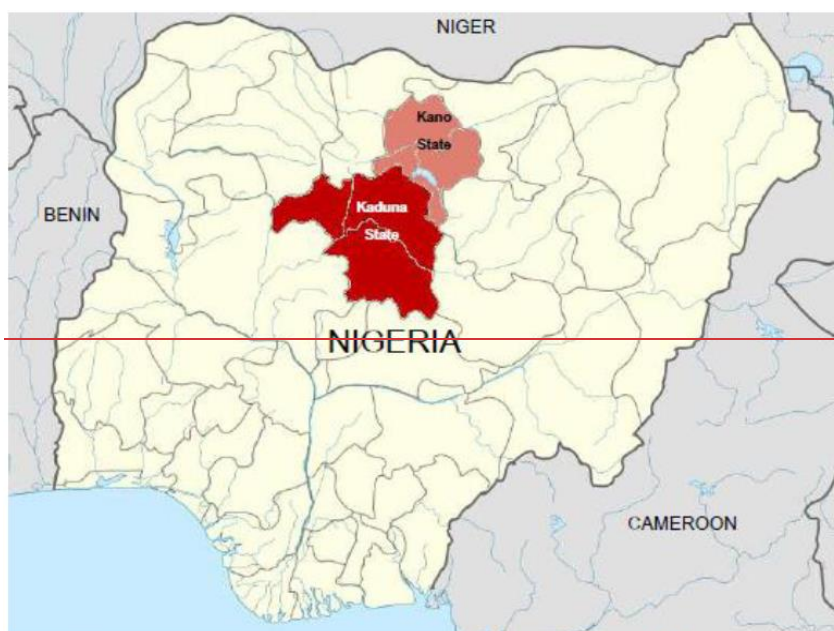 NIGER
Kano
State
BENIN
Kaduna
State
NIGERIA
CAMEROON